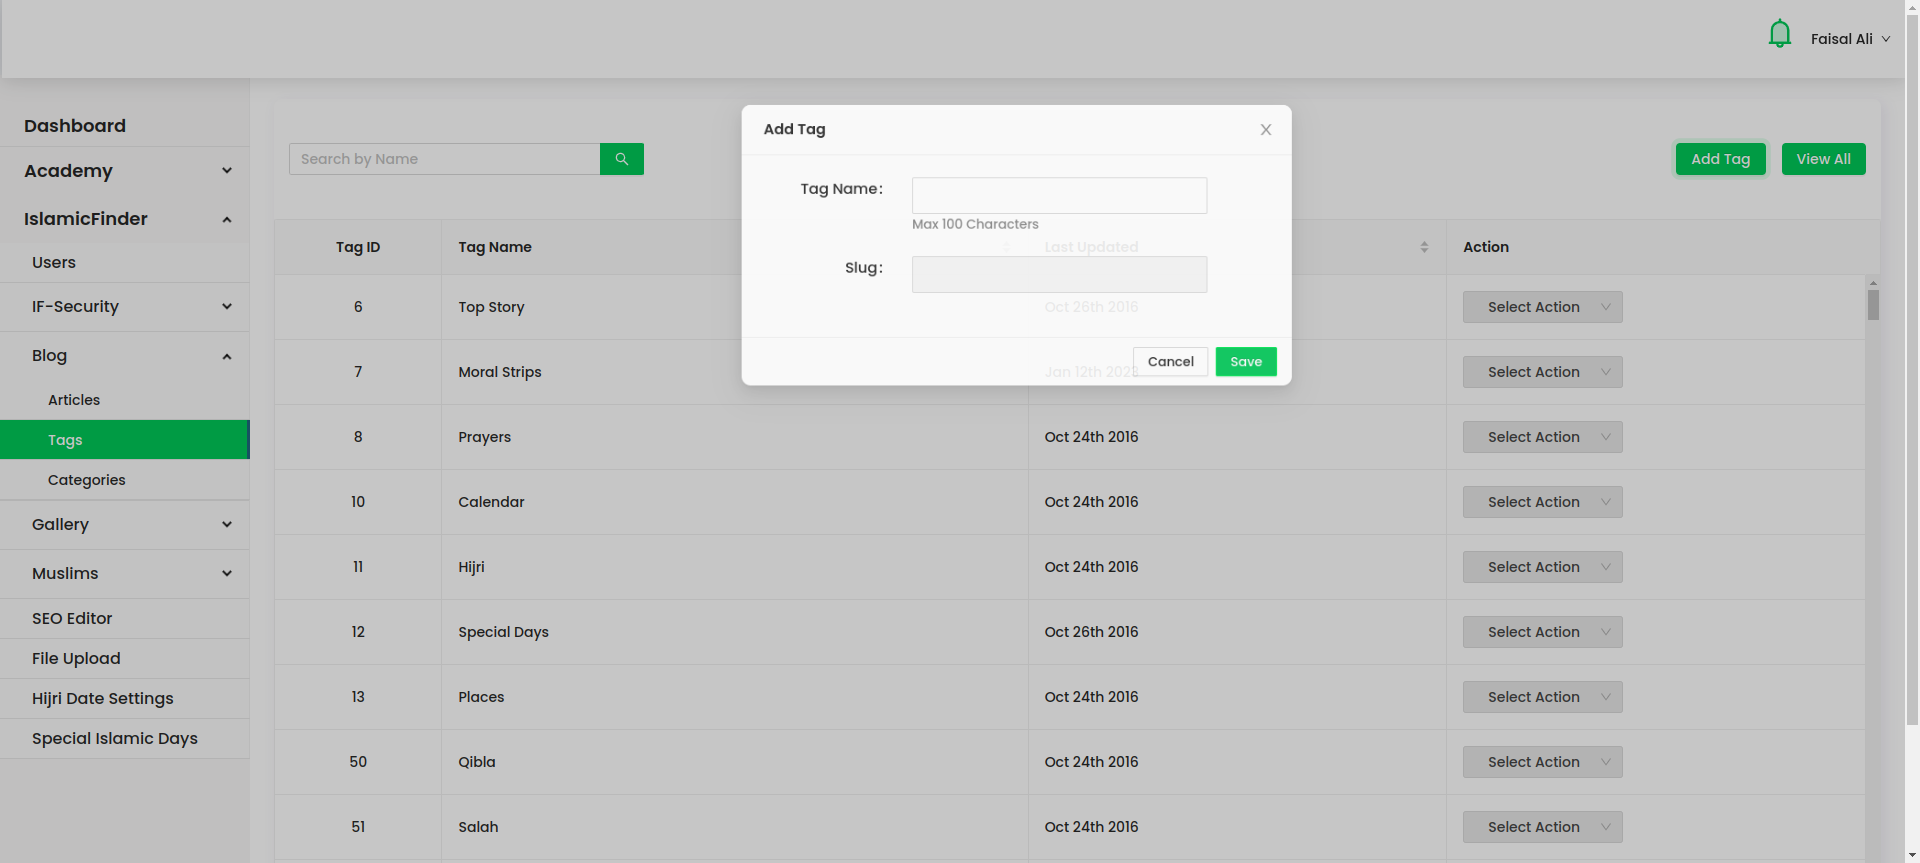 Faisal Ali
Dashboard
Academy
IslamicFinder
Users
IF-Security
Blog
Articles
Tags
Categories
Gallery
Muslims
SEO Editor
File Upload
Hijri Date Settings
Special Islamic Days
Search by Name
Add Tag
View All
Add Tag
Tag Name:
Max 100 Characters
Slug:
Cancel
Save
Tag ID Tag Name Last Updated Action
6 Top Story Oct 26th 2016 Select Action
7 Moral Strips Jan 12th 2023 Select Action
8 Prayers Oct 24th 2016 Select Action
10 Calendar Oct 24th 2016 Select Action
11 Hijri Oct 24th 2016 Select Action
12 Special Days Oct 26th 2016 Select Action
13 Places Oct 24th 2016 Select Action
50 Qibla Oct 24th 2016 Select Action
51 Salah Oct 24th 2016 Select Action